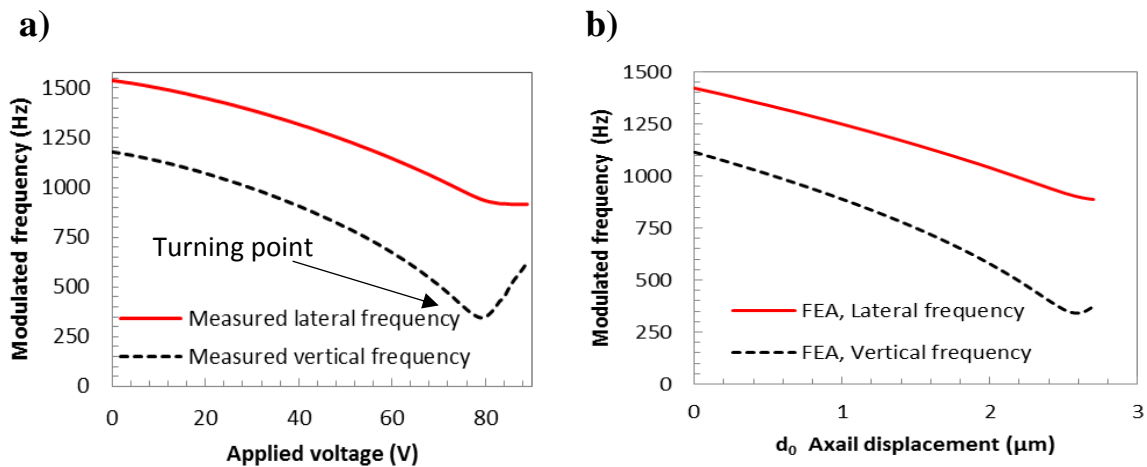 a)
1500
1250
1000
750
500
250
0
Modulated frequency (Hz)
Turning point
Measured lateral frequency
Measured vertical frequency
0 20 40 60 80
Applied voltage (V)
b)
1500
1250
1000
750
500
250
0
Modulated frequency (Hz)
FEA, Lateral frequency
FEA, Vertical frequency
0 1 2 3
d₀ Axail displacement (µm)